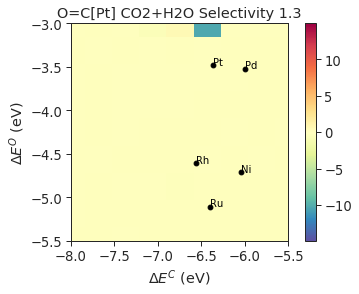 O=C[Pt] CO2+H2O Selectivity 1.3
−3.0
−3.5
−4.0
−4.5
−5.0
−5.5
ΔE^O (eV)
Pt
Pd
Rh
Ni
Ru
−8.0 −7.5 −7.0 −6.5 −6.0 −5.5
ΔE^C (eV)
10
5
0
−5
−10